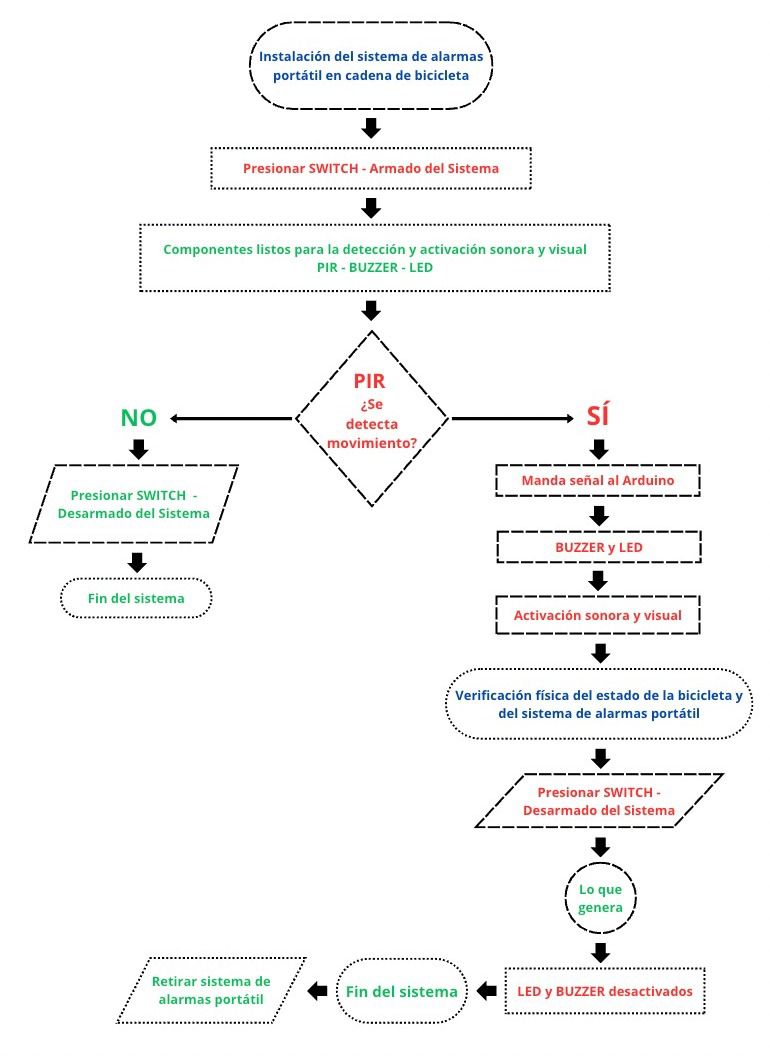 Instalación del sistema de alarmas
portátil en cadena de bicicleta
Presionar SWITCH - Armado del Sistema
Componentes listos para la detección y activación sonora y visual
PIR - BUZZER - LED
PIR
¿Se
detecta
movimiento?
NO
SÍ
Presionar SWITCH -
Desarmado del Sistema
Fin del sistema
Manda señal al Arduino
BUZZER y LED
Activación sonora y visual
Verificación física del estado de la bicicleta y
del sistema de alarmas portátil
Presionar SWITCH -
Desarmado del Sistema
Lo que
genera
LED y BUZZER desactivados
Fin del sistema
Retirar sistema de
alarmas portátil